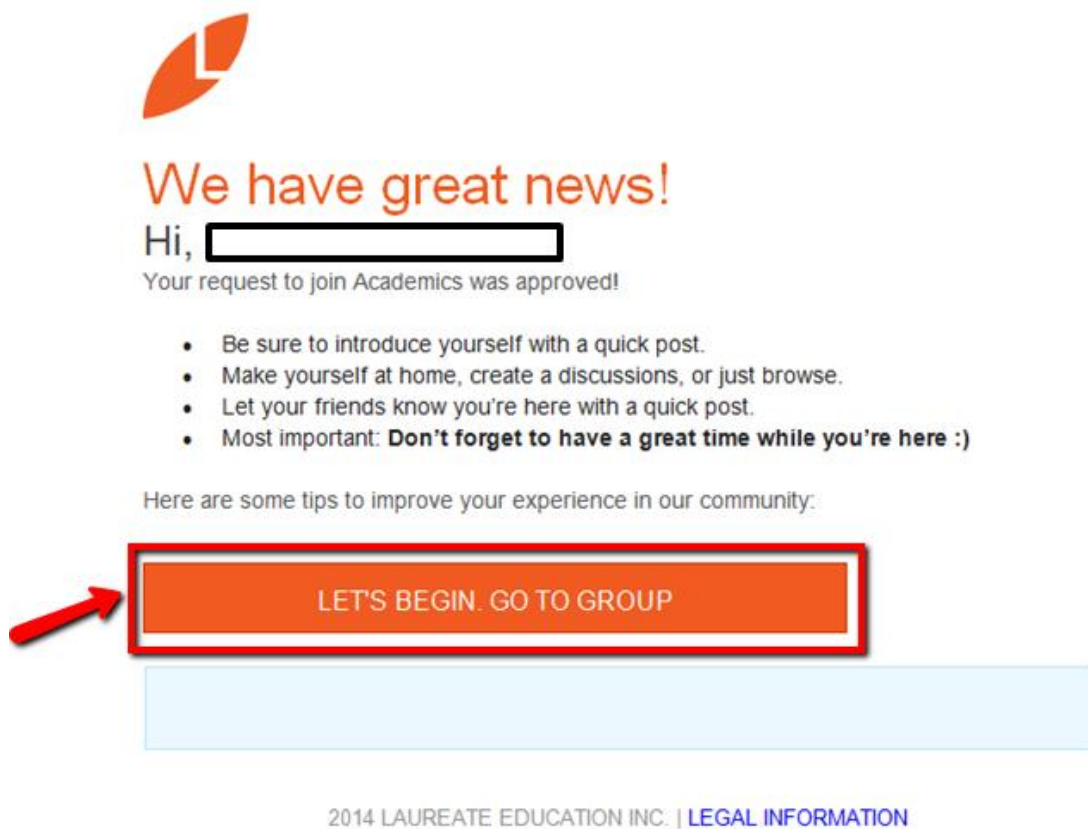 We have great news!
Hi,
Your request to join Academics was approved!
• Be sure to introduce yourself with a quick post.
• Make yourself at home, create a discussions, or just browse.
• Let your friends know you're here with a quick post.
• Most important: Don't forget to have a great time while you're here :)
Here are some tips to improve your experience in our community:
LET'S BEGIN. GO TO GROUP
2014 LAUREATE EDUCATION INC. | LEGAL INFORMATION